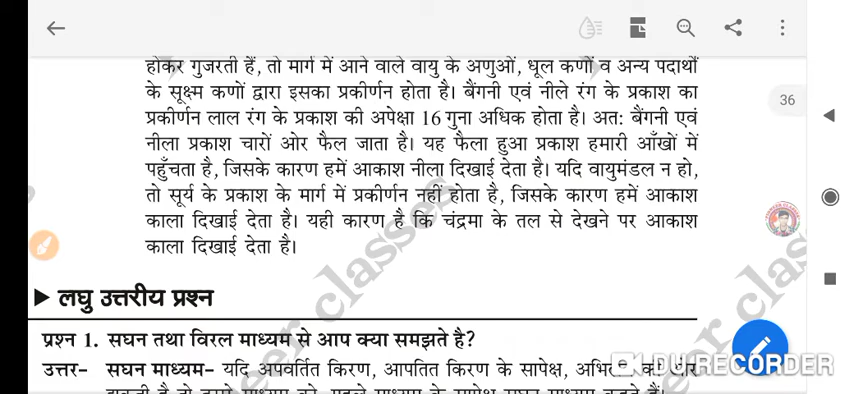 होकर गुजरती हैं, तो मार्ग में आने वाले वायु के अणुओं, धूल कणों व अन्य पदार्थों
के सूक्ष्म कणों द्वारा इसका प्रकीर्णन होता है। बैंगनी एवं नीले रंग के प्रकाश का
36
प्रकीर्णन लाल रंग के प्रकाश की अपेक्षा 16 गुना अधिक होता है। अतः बैंगनी एवं
नीला प्रकाश चारों ओर फैल जाता है। यह फैला हुआ प्रकाश हमारी आँखों में
पहुँचता है, जिसके कारण हमें आकाश नीला दिखाई देता है। यदि वायुमंडल न हो,
तो सूर्य के प्रकाश के मार्ग में प्रकीर्णन नहीं होता है, जिसके कारण हमें आकाश
काला दिखाई देता है। यही कारण है कि चंद्रमा के तल से देखने पर आकाश
काला दिखाई देता है।
लघु उत्तरीय प्रश्न
प्रश्न 1. सघन तथा विरल माध्यम से आप क्या समझते है?
उत्तर- सघन माध्यम- यदि अपवर्तित किरण, आपतित किरण के सापेक्ष,
DU RECORDER
classes